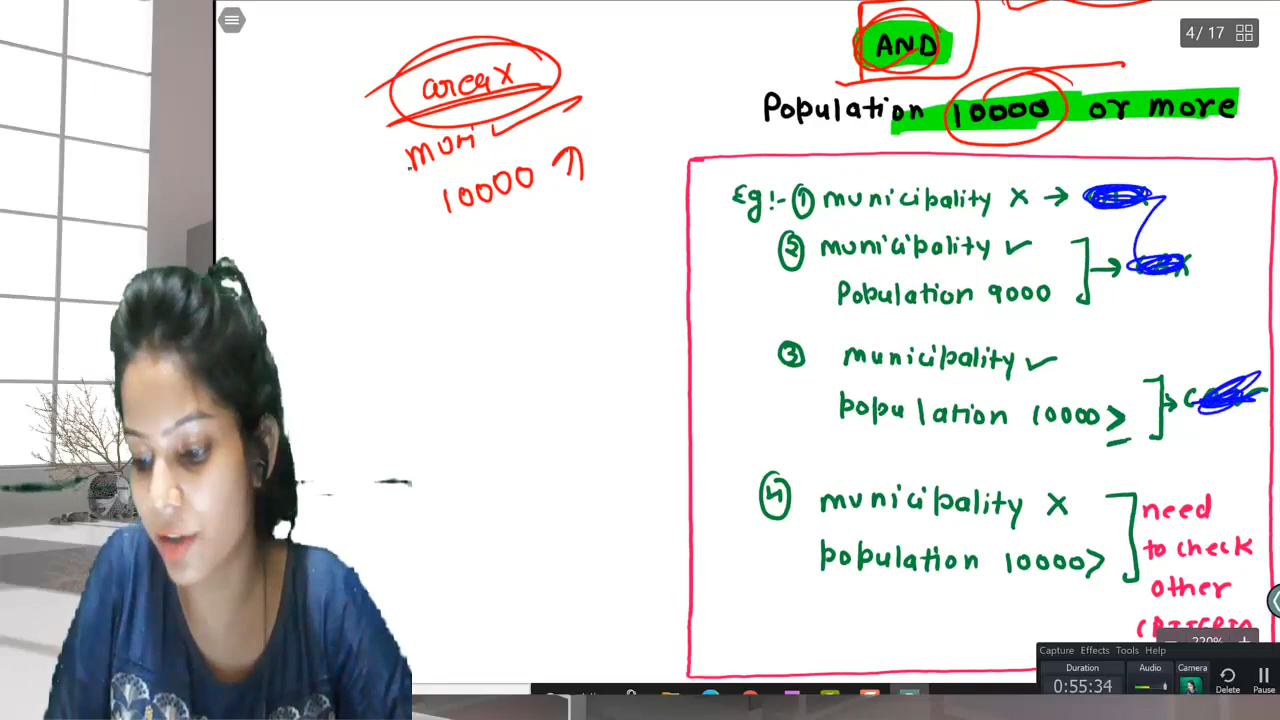 4/17
AND
Population 10000 or more
area X
muni ✓
10000 ↑
Eg:- ① municipality X →
② municipality ✓
Population 9000
③ municipality ✓
population 10000 ≥
④ municipality X
population 10000>
need
to check
other
220%
Capture Effects Tools Help
Duration
0:55:34
Audio
Camera
Delete
Pause